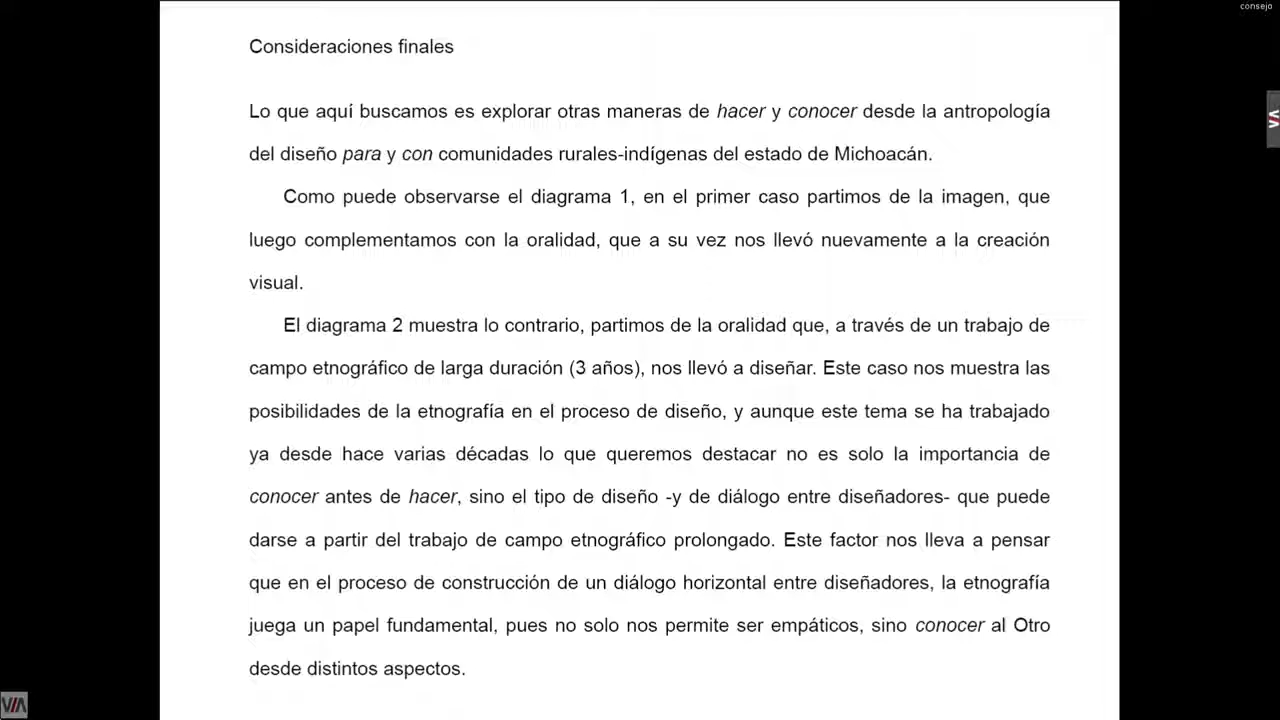 consejo
Consideraciones finales
Lo que aquí buscamos es explorar otras maneras de hacer y conocer desde la antropología
del diseño para y con comunidades rurales-indígenas del estado de Michoacán.
Como puede observarse el diagrama 1, en el primer caso partimos de la imagen, que
luego complementamos con la oralidad, que a su vez nos llevó nuevamente a la creación
visual.
El diagrama 2 muestra lo contrario, partimos de la oralidad que, a través de un trabajo de
campo etnográfico de larga duración (3 años), nos llevó a diseñar. Este caso nos muestra las
posibilidades de la etnografía en el proceso de diseño, y aunque este tema se ha trabajado
ya desde hace varias décadas lo que queremos destacar no es solo la importancia de
conocer antes de hacer, sino el tipo de diseño -y de diálogo entre diseñadores- que puede
darse a partir del trabajo de campo etnográfico prolongado. Este factor nos lleva a pensar
que en el proceso de construcción de un diálogo horizontal entre diseñadores, la etnografía
juega un papel fundamental, pues no solo nos permite ser empáticos, sino conocer al Otro
desde distintos aspectos.
VIA